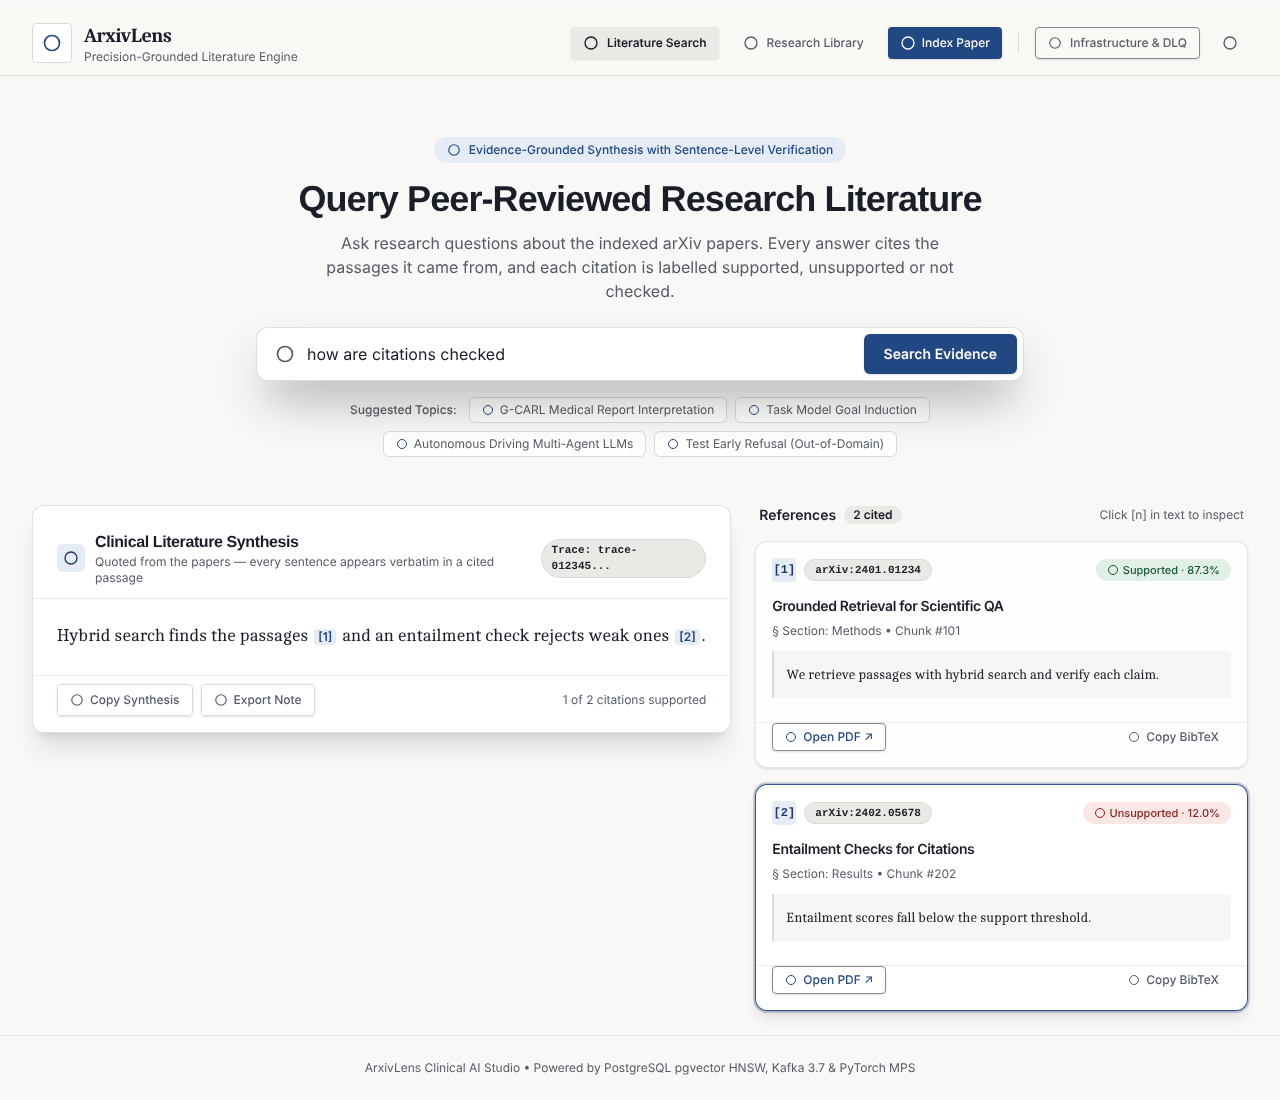 ArxivLens
Precision-Grounded Literature Engine
Literature Search
Research Library
Index Paper
Infrastructure & DLQ
Evidence-Grounded Synthesis with Sentence-Level Verification
Query Peer-Reviewed Research Literature
Ask research questions about the indexed arXiv papers. Every answer cites the
passages it came from, and each citation is labelled supported, unsupported or not
checked.
how are citations checked
Search Evidence
Suggested Topics:
G-CARL Medical Report Interpretation
Task Model Goal Induction
Autonomous Driving Multi-Agent LLMs
Test Early Refusal (Out-of-Domain)
Clinical Literature Synthesis
Quoted from the papers — every sentence appears verbatim in a cited
passage
Trace: trace-
012345...
Hybrid search finds the passages [1] and an entailment check rejects weak ones [2].
Copy Synthesis
Export Note
1 of 2 citations supported
References
2 cited
Click [n] in text to inspect
[1]
arXiv:2401.01234
Supported · 87.3%
Grounded Retrieval for Scientific QA
§ Section: Methods • Chunk #101
We retrieve passages with hybrid search and verify each claim.
Open PDF ↗
Copy BibTeX
[2]
arXiv:2402.05678
Unsupported · 12.0%
Entailment Checks for Citations
§ Section: Results • Chunk #202
Entailment scores fall below the support threshold.
Open PDF ↗
Copy BibTeX
ArxivLens Clinical AI Studio • Powered by PostgreSQL pgvector HNSW, Kafka 3.7 & PyTorch MPS